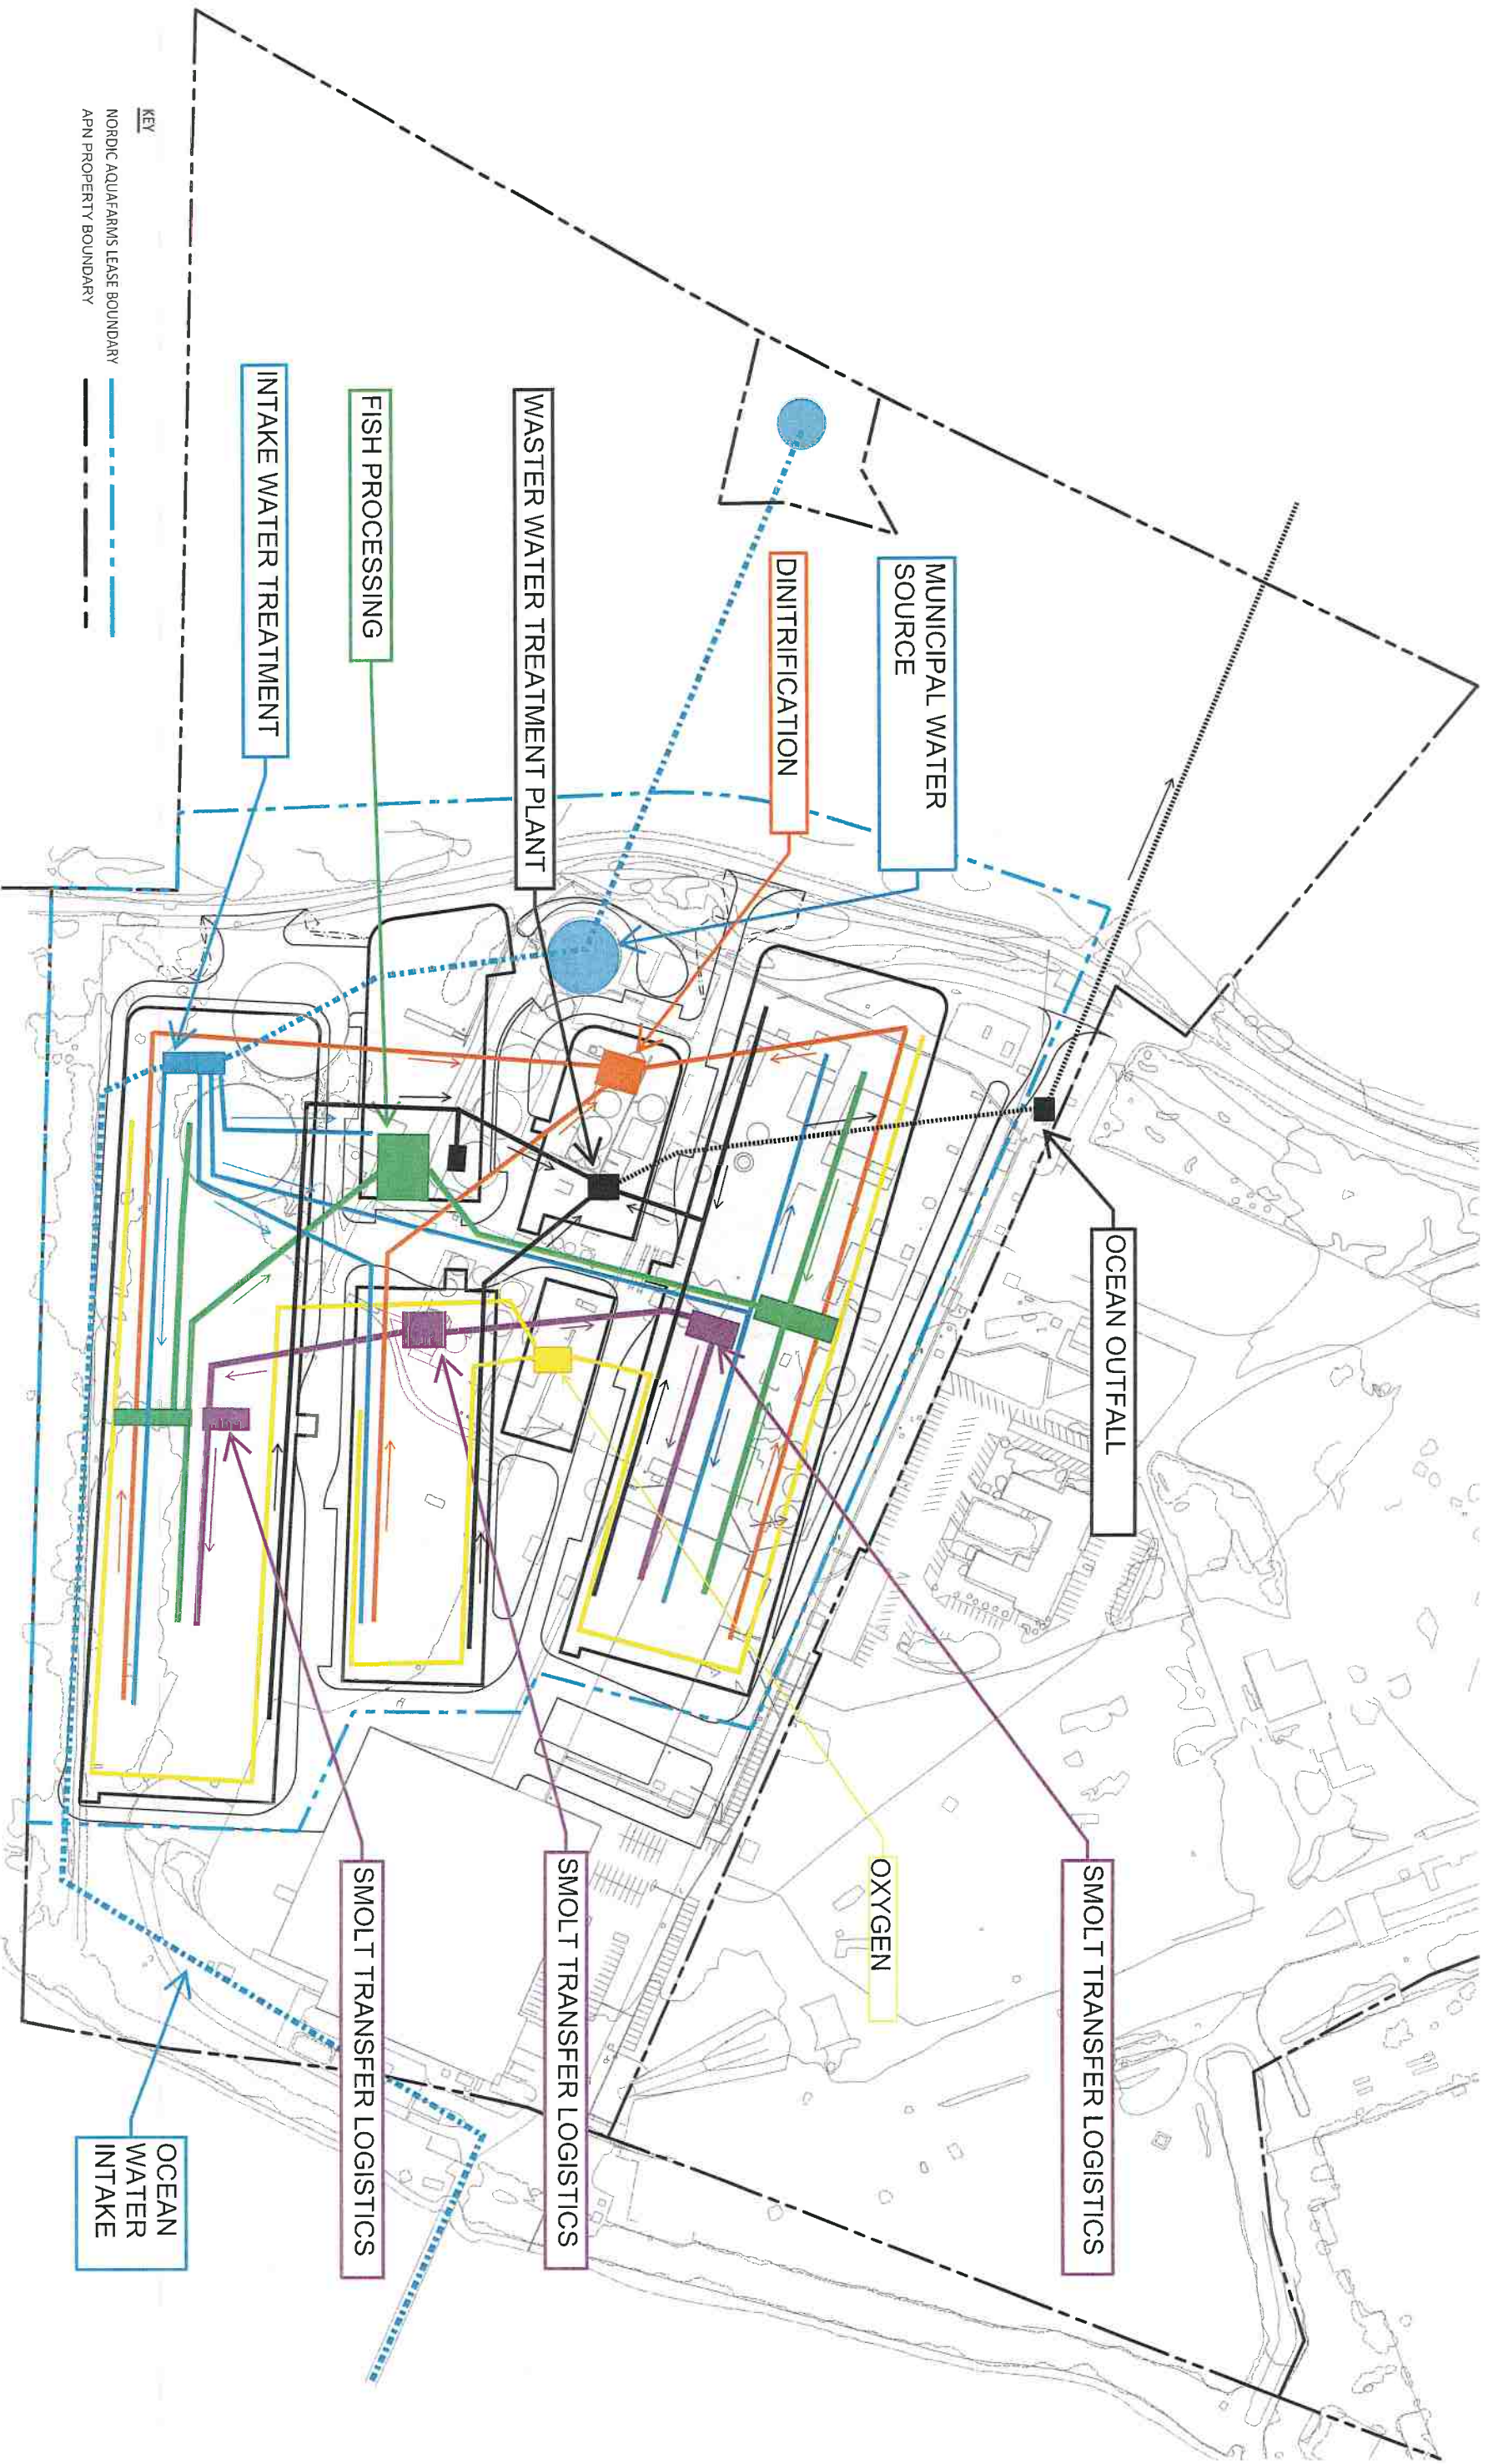 MUNICIPAL WATER
SOURCE
DINITRIFICATION
WASTER WATER TREATMENT PLANT
FISH PROCESSING
INTAKE WATER TREATMENT
KEY
NORDIC AQUAFARMS LEASE BOUNDARY
APN PROPERTY BOUNDARY
OCEAN OUTFALL
SMOLT TRANSFER LOGISTICS
OXYGEN
SMOLT TRANSFER LOGISTICS
SMOLT TRANSFER LOGISTICS
OCEAN
WATER
INTAKE